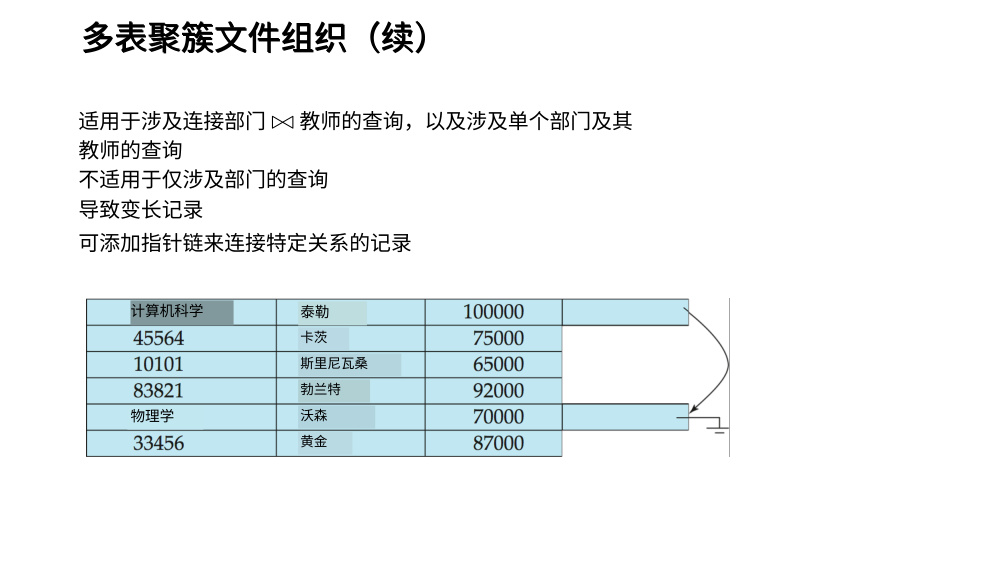 多表聚簇文件组织（续）
适用于涉及连接部门 ⋈ 教师的查询，以及涉及单个部门及其
教师的查询
不适用于仅涉及部门的查询
导致变长记录
可添加指针链来连接特定关系的记录
计算机科学 泰勒 100000
45564 卡茨 75000
10101 斯里尼瓦桑 65000
83821 勃兰特 92000
物理学 沃森 70000
33456 黄金 87000